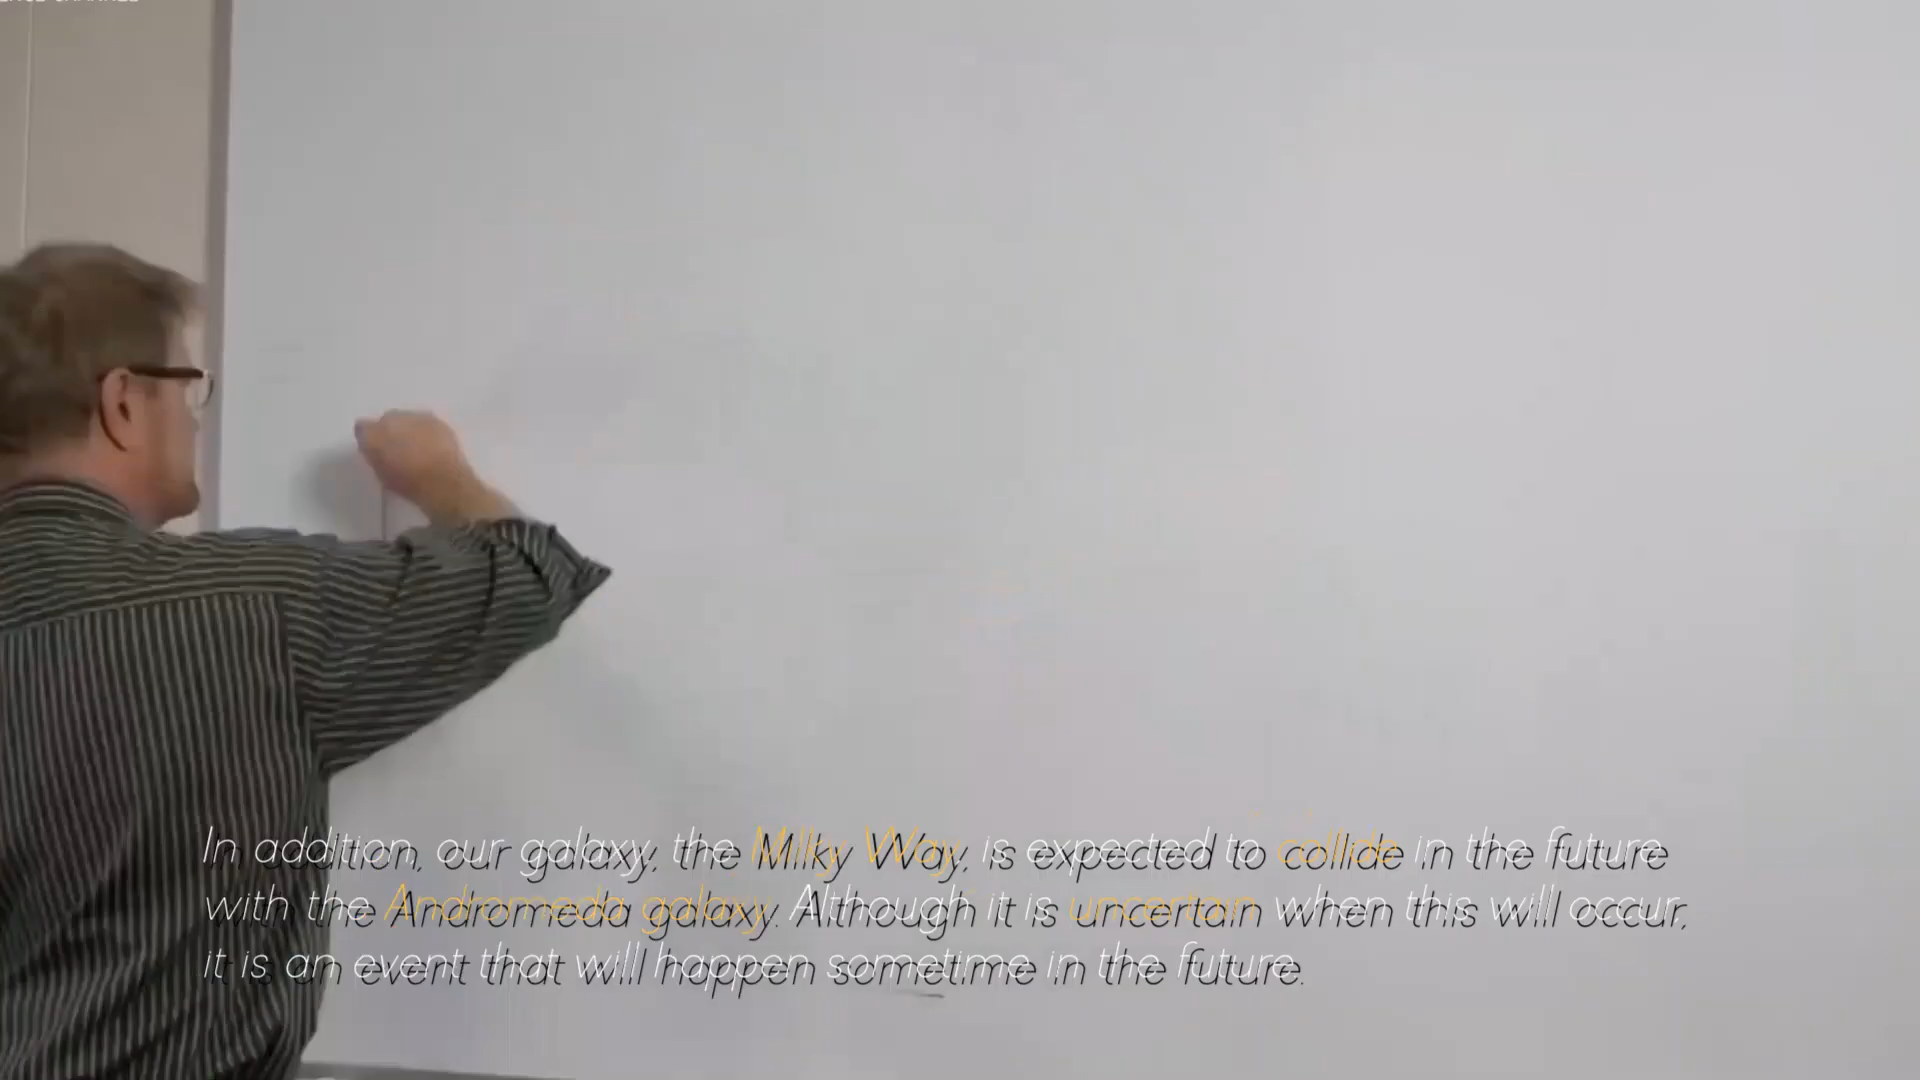 In addition, our galaxy, the Milky Way, is expected to collide in the future
with the Andromeda galaxy. Although it is uncertain when this will occur,
it is an event that will happen sometime in the future.